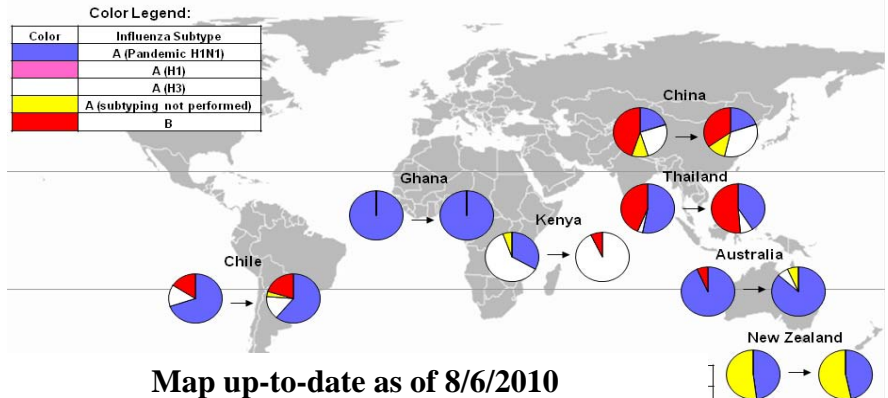 Color Legend:
Color Influenza Subtype
A (Pandemic H1N1)
A (H1)
A (H3)
A (subtyping not performed)
B
China
Ghana
Thailand
Kenya
Chile
Australia
New Zealand
Map up-to-date as of 8/6/2010